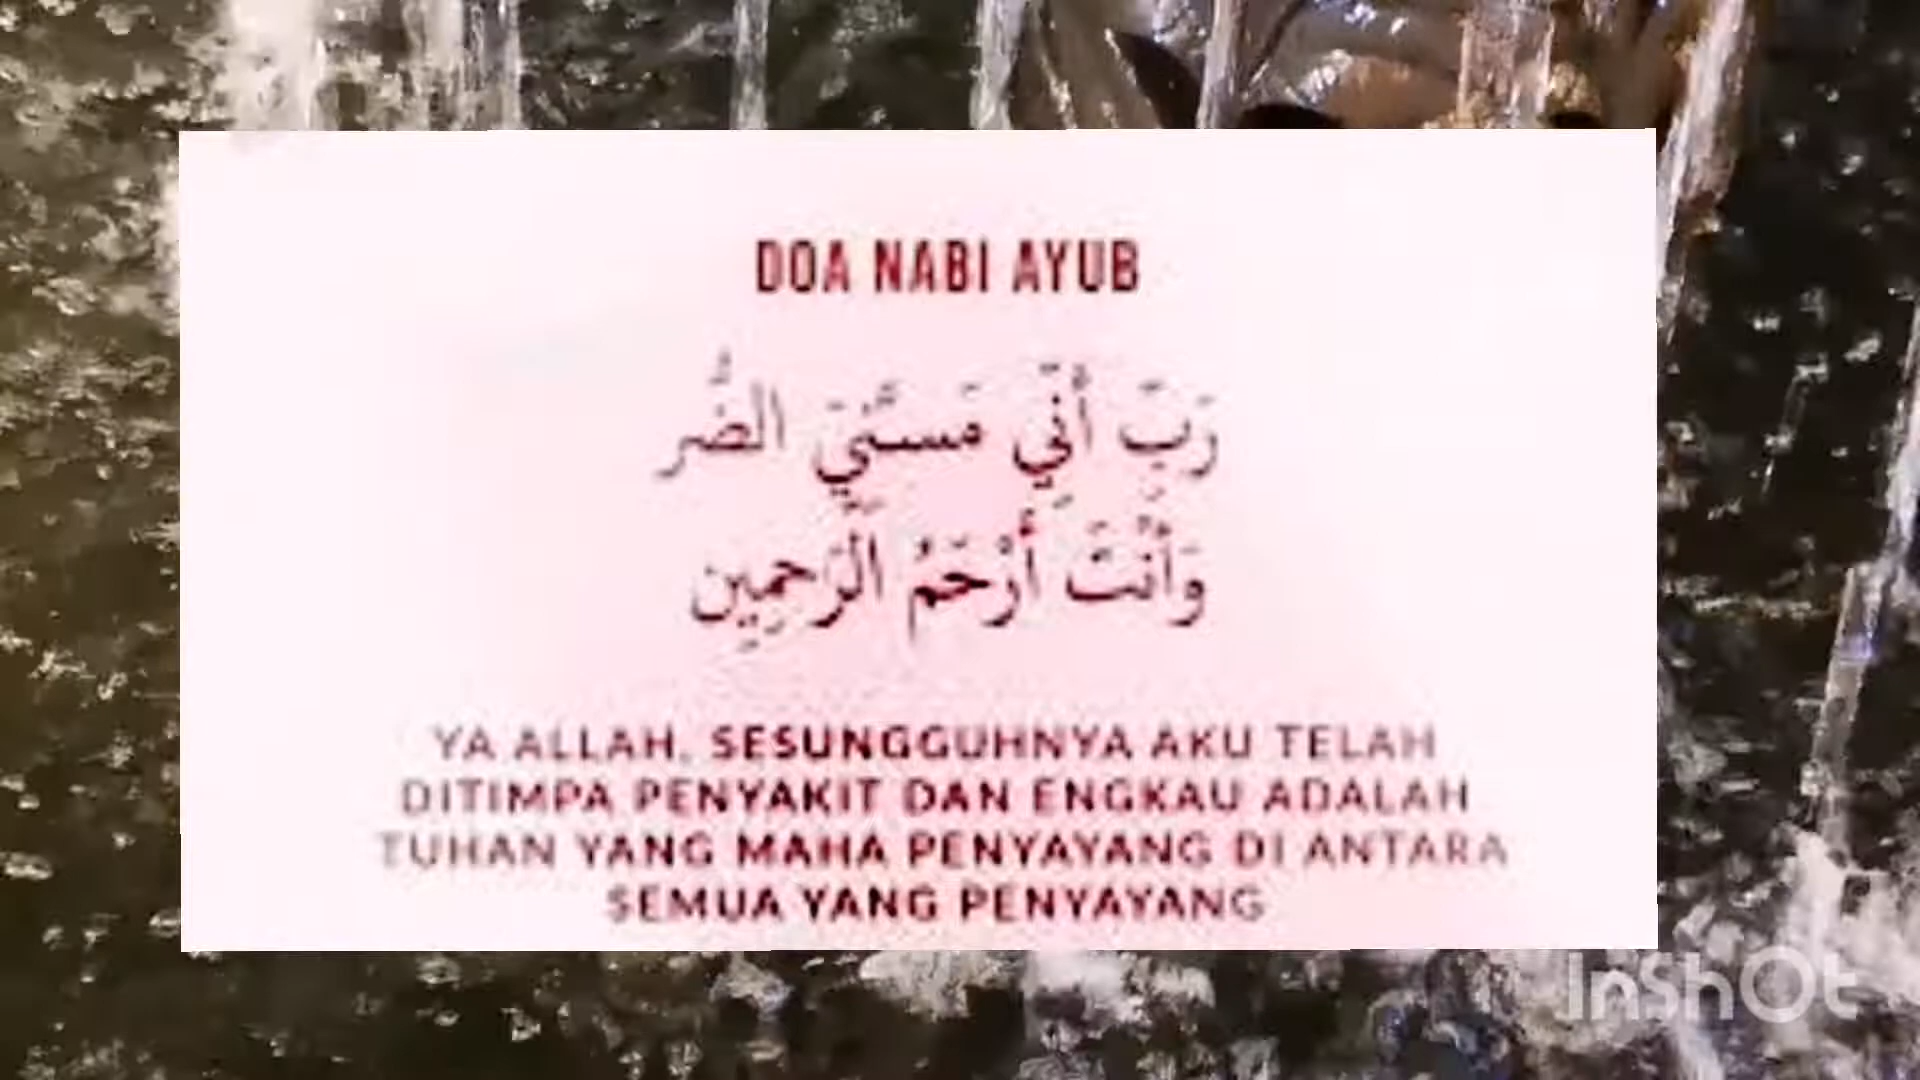 DOA NABI AYUB
رَبِّ أَنِّي مَسَّنِيَ الضُّر
وَأَنْتَ أَرْحَمُ الرَّحِمِين
YA ALLAH, SESUNGGUHNYA AKU TELAH
DITIMPA PENYAKIT DAN ENGKAU ADALAH
TUHAN YANG MAHA PENYAYANG DI ANTARA
SEMUA YANG PENYAYANG
InShOt